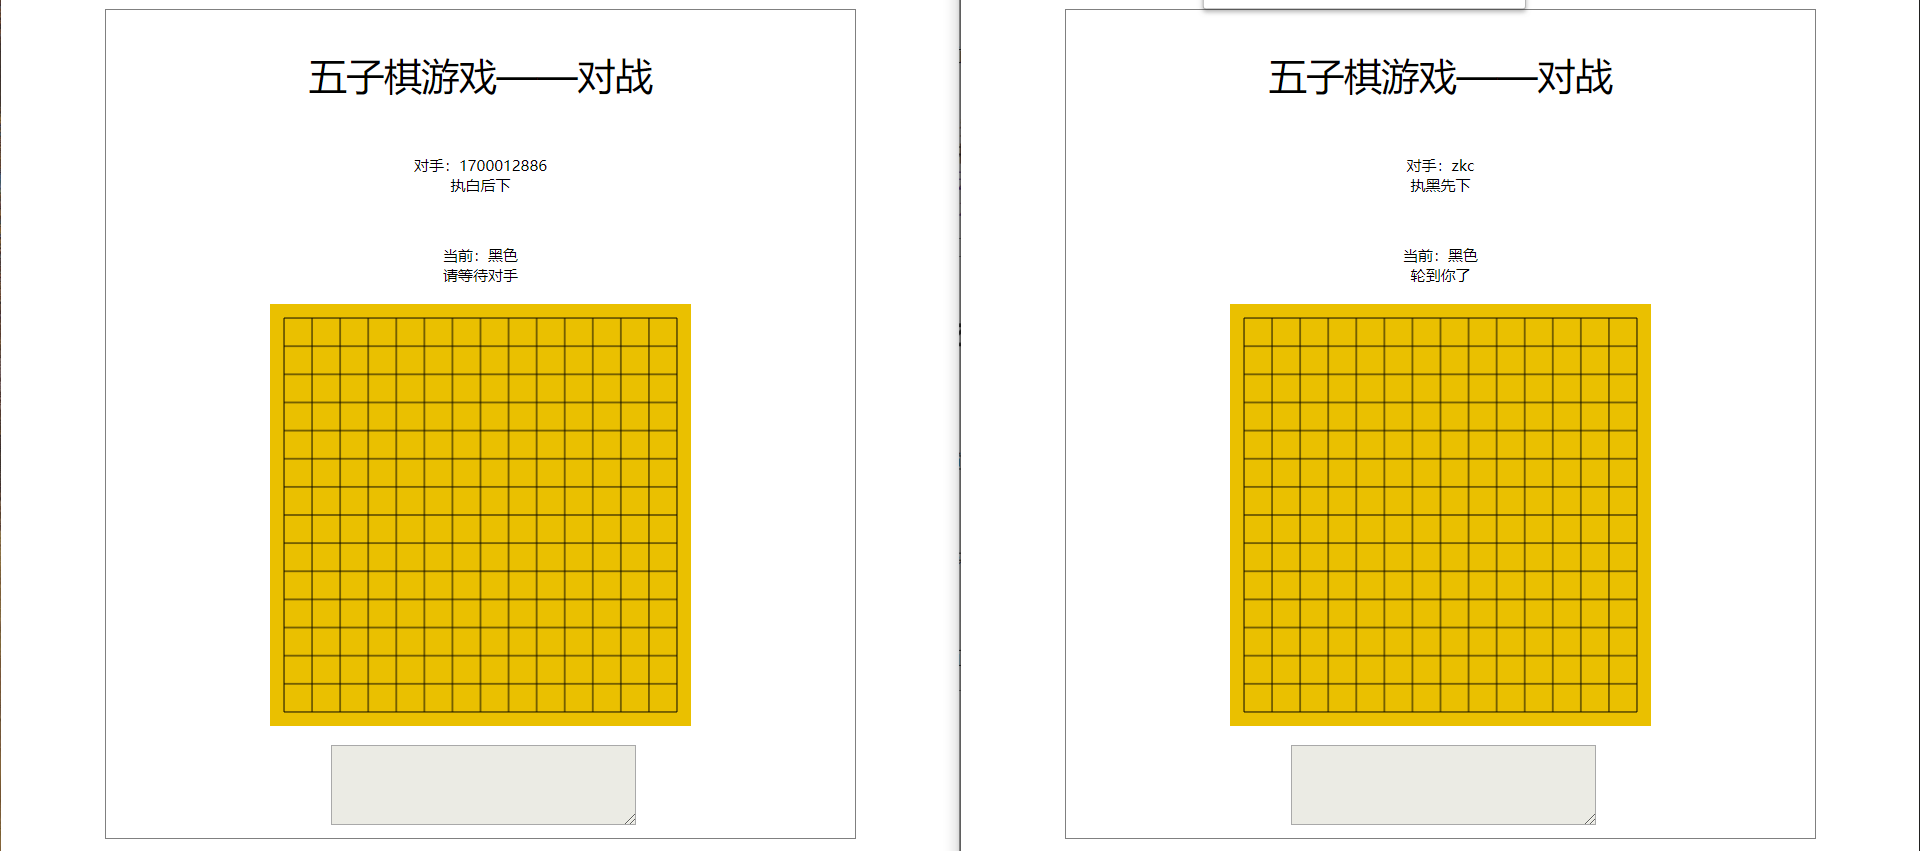 五子棋游戏——对战
对手：1700012886
执白后下
当前：黑色
请等待对手
五子棋游戏——对战
对手：zkc
执黑先下
当前：黑色
轮到你了